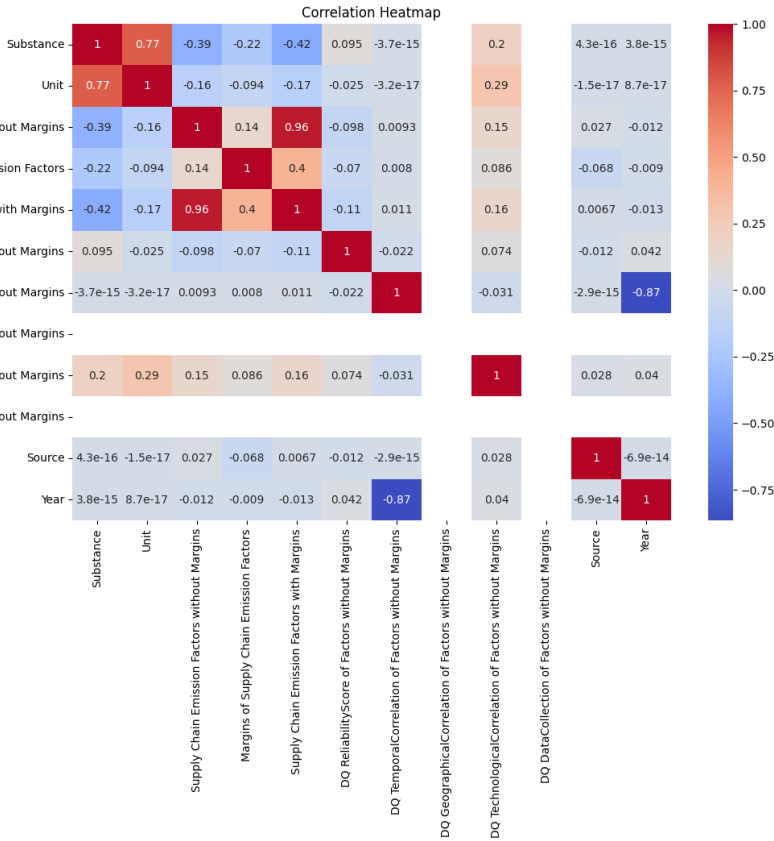 Correlation Heatmap
Substance 1 0.77 -0.39 -0.22 -0.42 0.095 -3.7e-15 0.2 4.3e-16 3.8e-15
Unit 0.77 1 -0.16 -0.094 -0.17 -0.025 -3.2e-17 0.29 -1.5e-17 8.7e-17
out Margins -0.39 -0.16 1 0.14 0.96 -0.098 0.0093 0.15 0.027 -0.012
sion Factors -0.22 -0.094 0.14 1 0.4 -0.07 0.008 0.086 -0.068 -0.009
with Margins -0.42 -0.17 0.96 0.4 1 -0.11 0.011 0.16 0.0067 -0.013
out Margins 0.095 -0.025 -0.098 -0.07 -0.11 1 -0.022 0.074 -0.012 0.042
out Margins -3.7e-15 -3.2e-17 0.0093 0.008 0.011 -0.022 1 -0.031 -2.9e-15 -0.87
out Margins
out Margins 0.2 0.29 0.15 0.086 0.16 0.074 -0.031 1 0.028 0.04
out Margins
Source 4.3e-16 -1.5e-17 0.027 -0.068 0.0067 -0.012 -2.9e-15 0.028 1 -6.9e-14
Year 3.8e-15 8.7e-17 -0.012 -0.009 -0.013 0.042 -0.87 0.04 -6.9e-14 1
Substance
Unit
Supply Chain Emission Factors without Margins
Margins of Supply Chain Emission Factors
Supply Chain Emission Factors with Margins
DQ ReliabilityScore of Factors without Margins
DQ TemporalCorrelation of Factors without Margins
DQ GeographicalCorrelation of Factors without Margins
DQ TechnologicalCorrelation of Factors without Margins
DQ DataCollection of Factors without Margins
Source
Year
1.00
0.75
0.50
0.25
0.00
−0.25
−0.50
−0.75